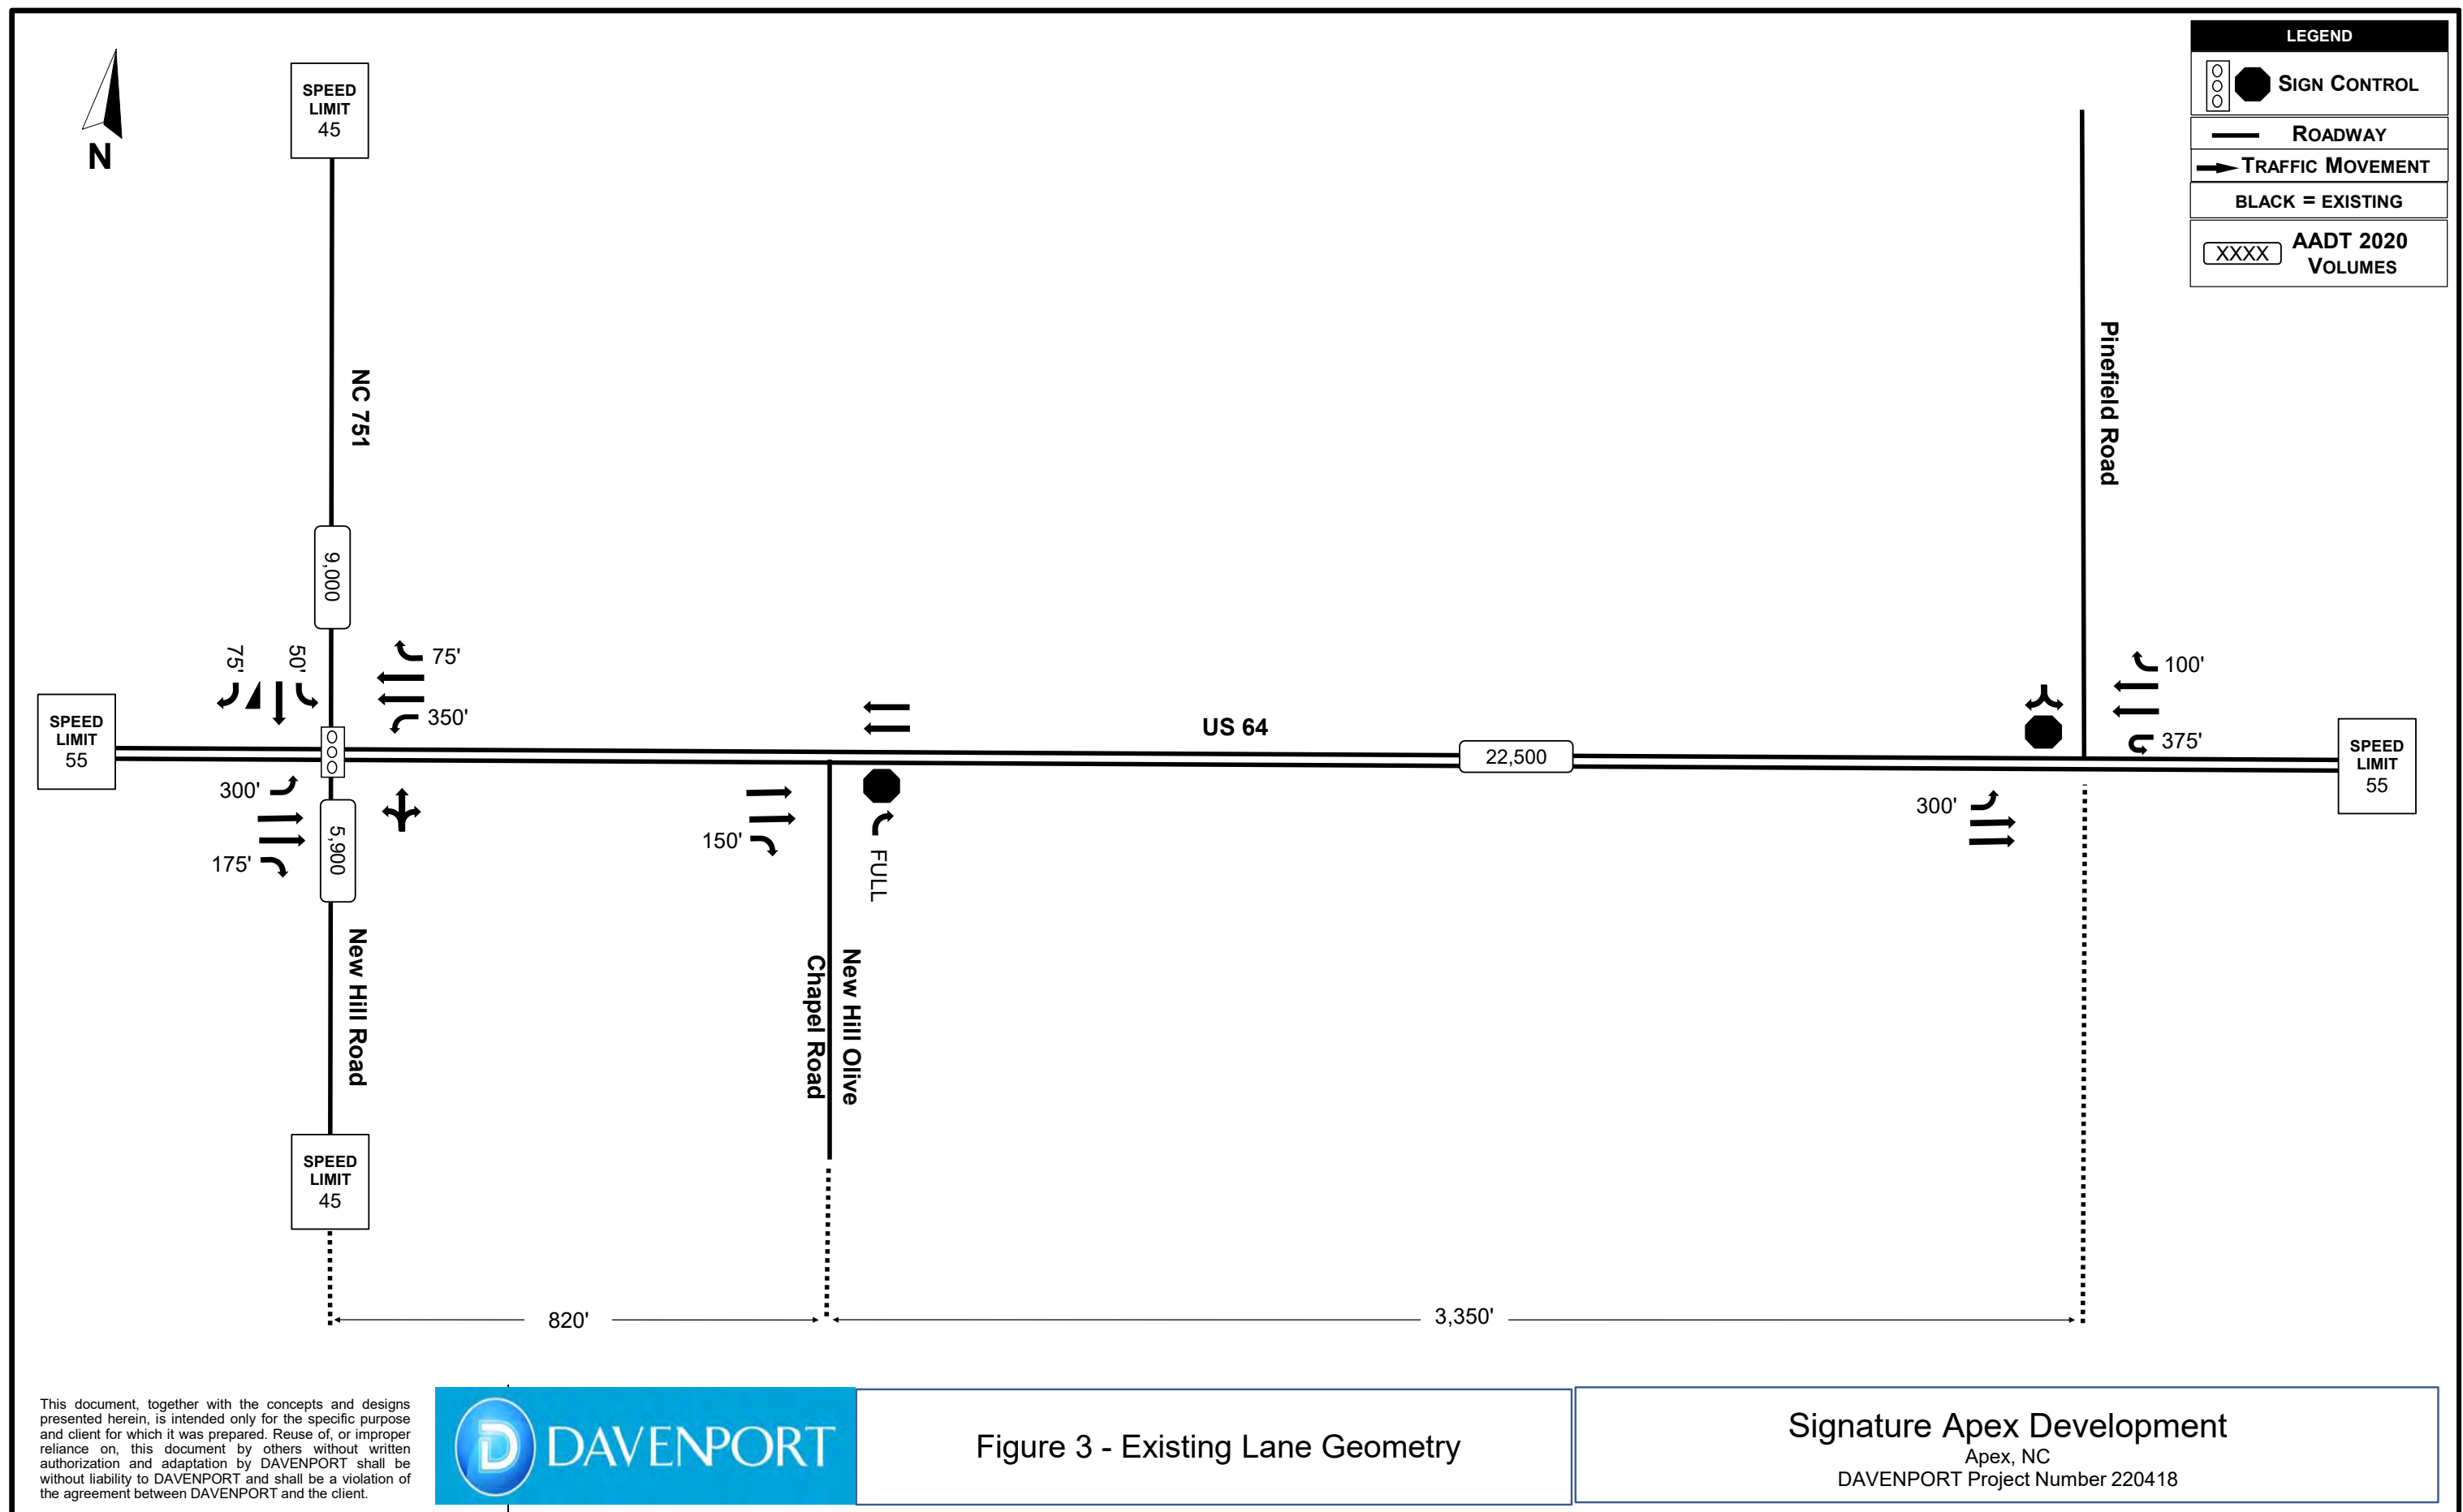 LEGEND
SIGN CONTROL
ROADWAY
TRAFFIC MOVEMENT
BLACK = EXISTING
XXXX
AADT 2020
VOLUMES
N
SPEED
LIMIT
45
NC 751
Pinefield Road
9,000
75'
50'
75'
350'
SPEED
LIMIT
55
US 64
22,500
100'
375'
SPEED
LIMIT
55
300'
175'
5,900
150'
FULL
300'
New Hill Road
New Hill Olive
Chapel Road
SPEED
LIMIT
45
820'
3,350'
This document, together with the concepts and designs
presented herein, is intended only for the specific purpose
and client for which it was prepared. Reuse of, or improper
reliance on, this document by others without written
authorization and adaptation by DAVENPORT shall be
without liability to DAVENPORT and shall be a violation of
the agreement between DAVENPORT and the client.
D DAVENPORT
Figure 3 - Existing Lane Geometry
Signature Apex Development
Apex, NC
DAVENPORT Project Number 220418